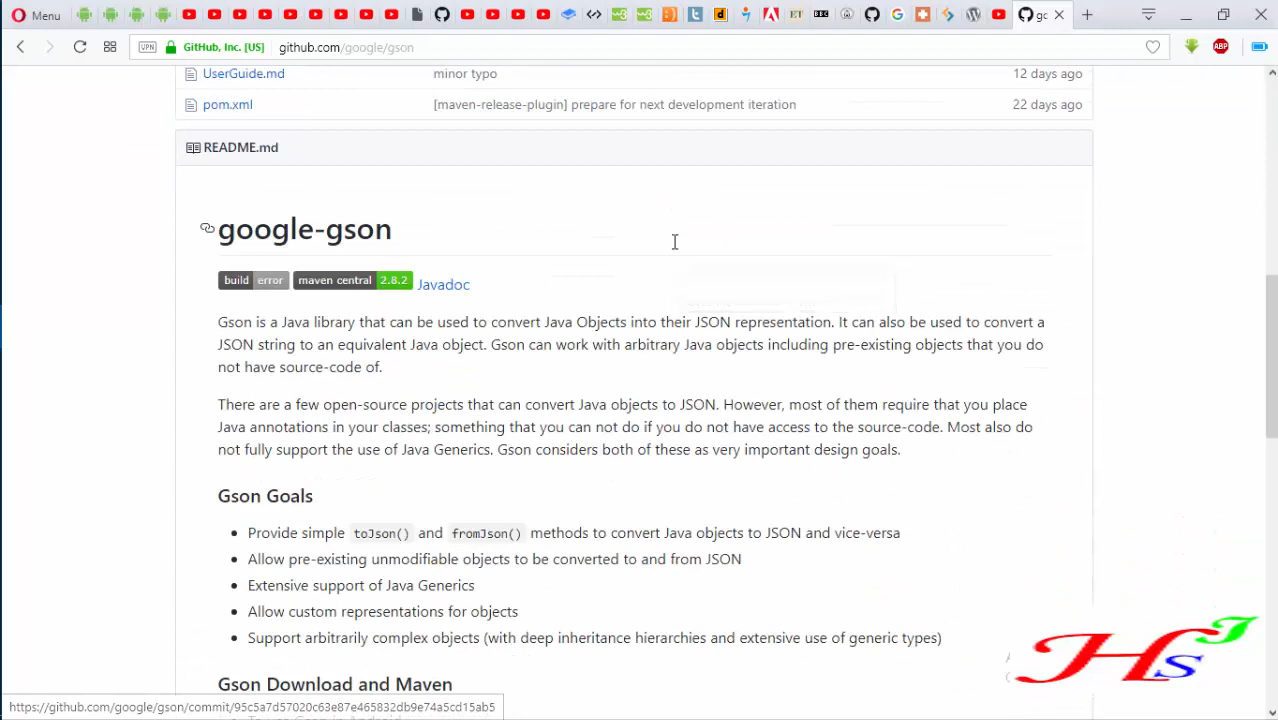 Menu
gc
VPN GitHub, Inc. [US] github.com/google/gson ABP
UserGuide.md minor typo 12 days ago
pom.xml [maven-release-plugin] prepare for next development iteration 22 days ago
README.md
google-gson
build error maven central 2.8.2 Javadoc
Gson is a Java library that can be used to convert Java Objects into their JSON representation. It can also be used to convert a
JSON string to an equivalent Java object. Gson can work with arbitrary Java objects including pre-existing objects that you do
not have source-code of.
There are a few open-source projects that can convert Java objects to JSON. However, most of them require that you place
Java annotations in your classes; something that you can not do if you do not have access to the source-code. Most also do
not fully support the use of Java Generics. Gson considers both of these as very important design goals.
Gson Goals
Provide simple toJson() and fromJson() methods to convert Java objects to JSON and vice-versa
Allow pre-existing unmodifiable objects to be converted to and from JSON
Extensive support of Java Generics
Allow custom representations for objects
Support arbitrarily complex objects (with deep inheritance hierarchies and extensive use of generic types)
HsJ
Gson Download and Maven
https://github.com/google/gson/commit/95c5a7d57020c63e87e465832db9e74a5cd15ab5